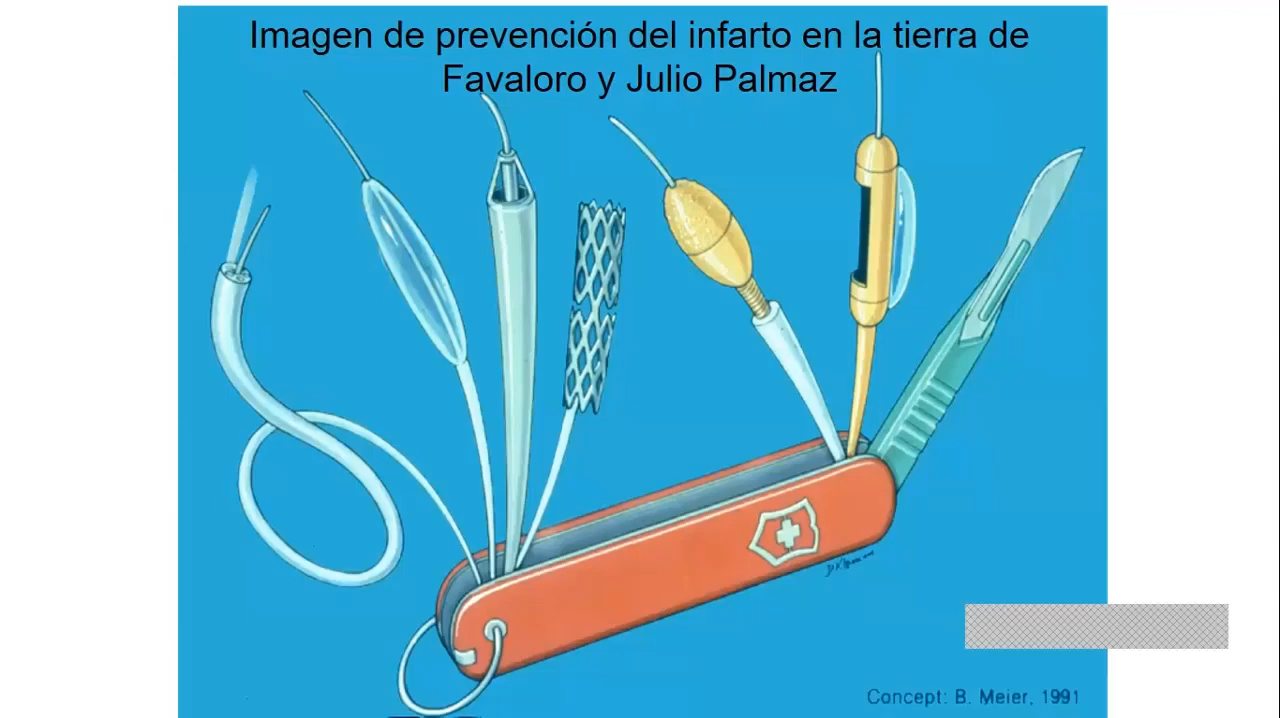 Imagen de prevención del infarto en la tierra de
Favaloro y Julio Palmaz
Concept: B. Meier, 1991